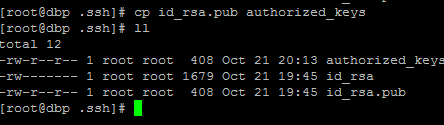 [root@dbp .ssh]# cp id_rsa.pub authorized_keys
[root@dbp .ssh]# ll
total 12
-rw-r--r-- 1 root root  408 Oct 21 20:13 authorized_keys
-rw------- 1 root root 1679 Oct 21 19:45 id_rsa
-rw-r--r-- 1 root root  408 Oct 21 19:45 id_rsa.pub
[root@dbp .ssh]#